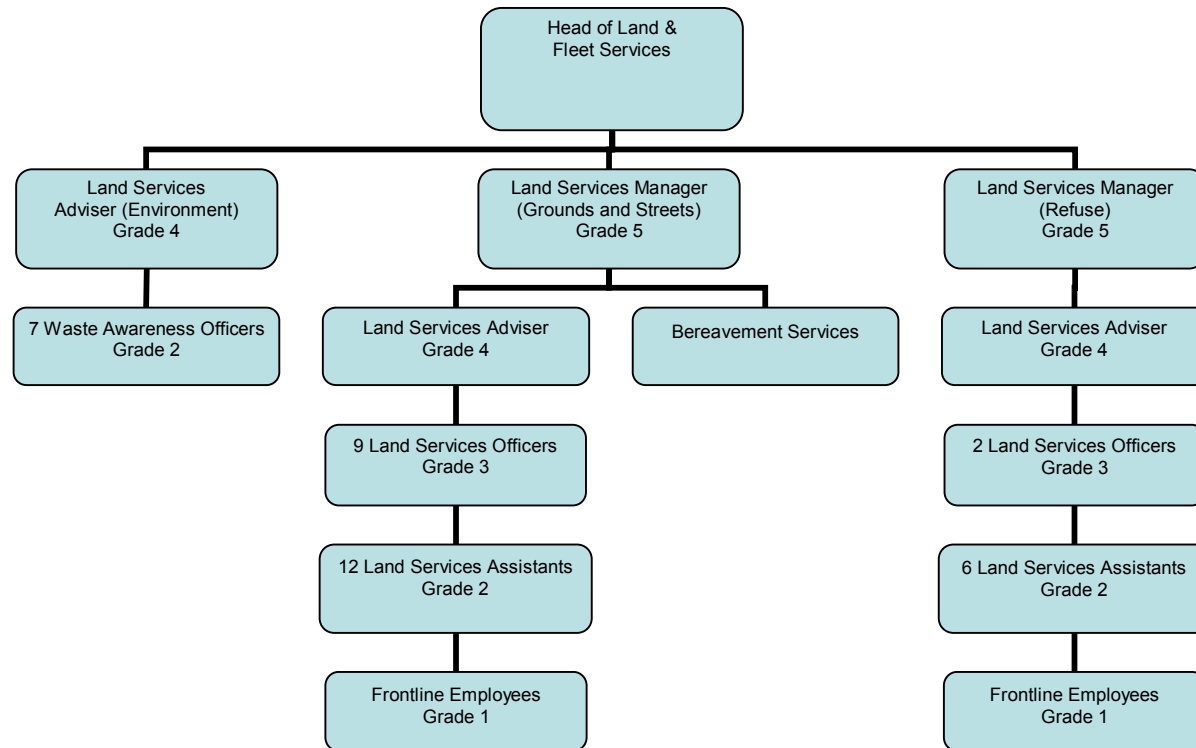 Head of Land &
Fleet Services
Land Services
Adviser (Environment)
Grade 4
Land Services Manager
(Grounds and Streets)
Grade 5
Land Services Manager
(Refuse)
Grade 5
7 Waste Awareness Officers
Grade 2
Land Services Adviser
Grade 4
Bereavement Services
Land Services Adviser
Grade 4
9 Land Services Officers
Grade 3
2 Land Services Officers
Grade 3
12 Land Services Assistants
Grade 2
6 Land Services Assistants
Grade 2
Frontline Employees
Grade 1
Frontline Employees
Grade 1